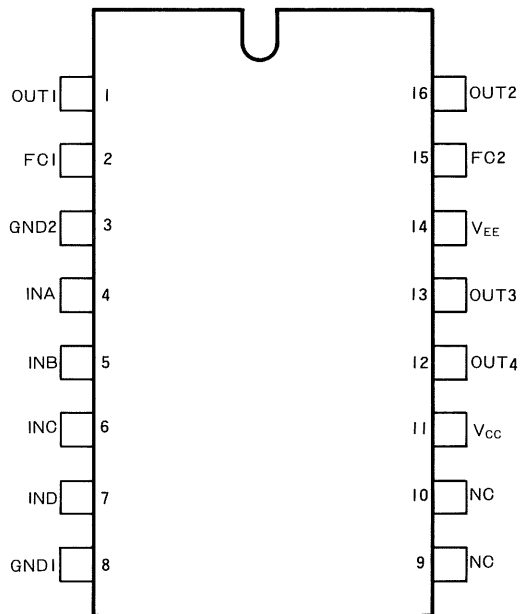 OUT1 1 16 OUT2
FC1 2 15 FC2
GND2 3 14 VEE
INA 4 13 OUT3
INB 5 12 OUT4
INC 6 11 VCC
IND 7 10 NC
GND1 8 9 NC